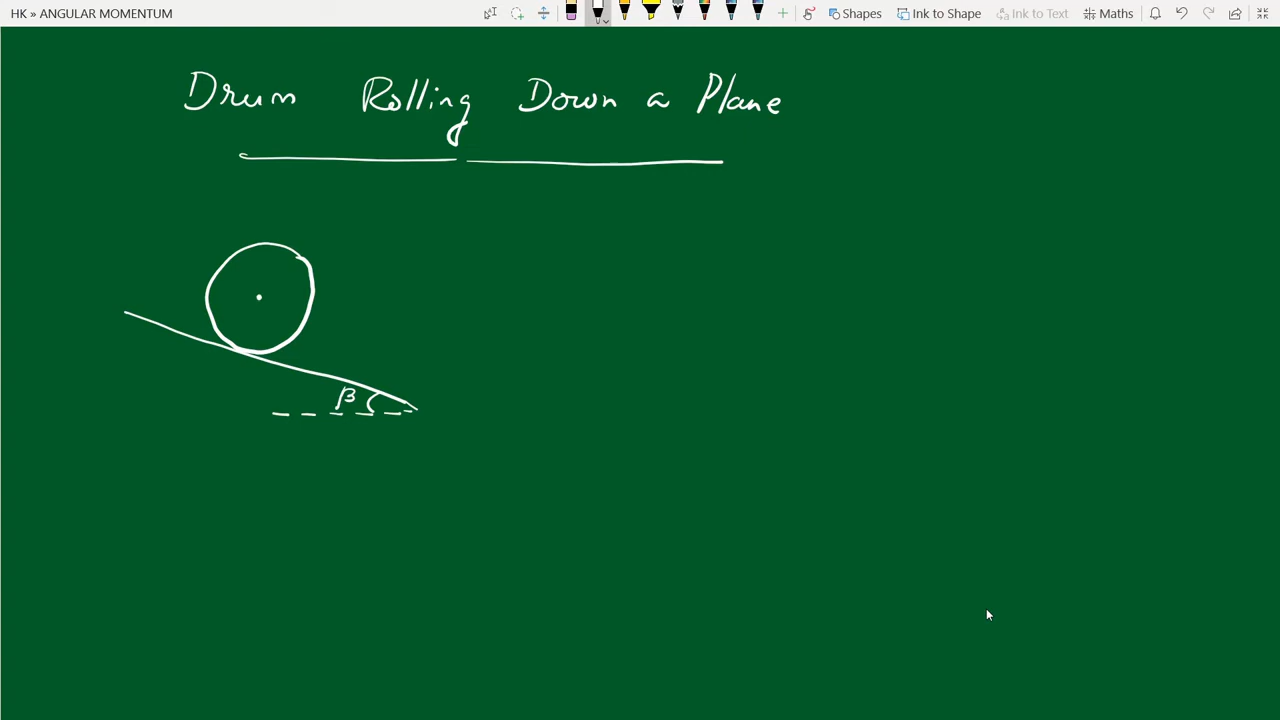 HK » ANGULAR MOMENTUM
Shapes Ink to Shape Ink to Text Maths
Drum Rolling Down a Plane
β